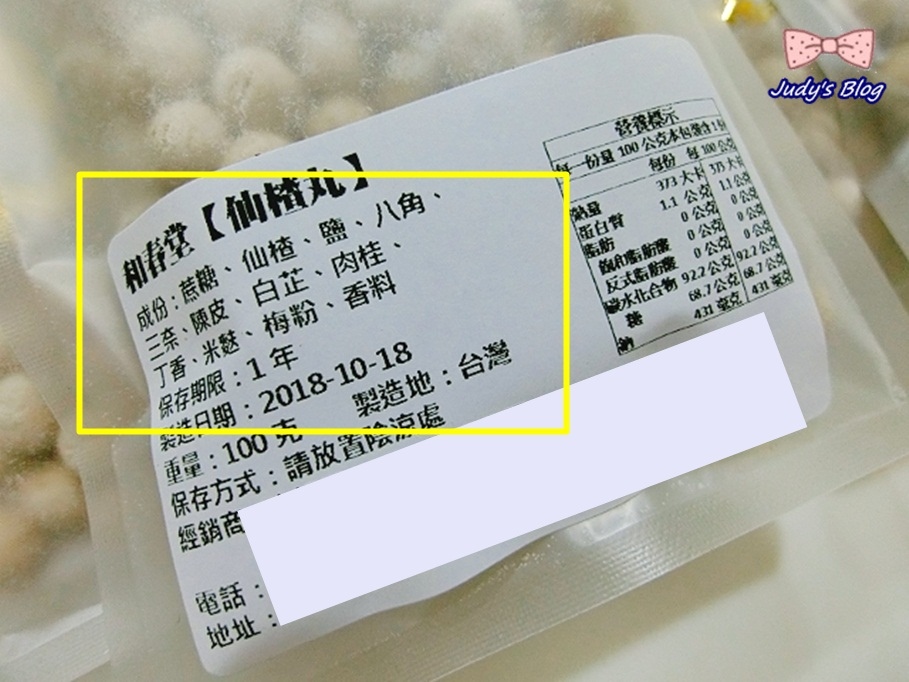 Judy's Blog
和春堂【仙楂丸】
成份：蔗糖、仙楂、鹽、八角、
三奈、陳皮、白芷、肉桂、
丁香、米麩、梅粉、香料
保存期限：1 年
製造日期：2018-10-18
重量：100 克 製造地：台灣
保存方式：請放置陰涼處
經銷商
電話：
地址：
營養標示
每一份量 100 公克本包裝含1份
每份 每 100 公克
熱量 373 大卡 373 大卡
蛋白質 1.1 公克 1.1 公克
脂肪 0 公克 0 公克
飽和脂肪酸 0 公克 0 公克
反式脂肪酸 0 公克 0 公克
碳水化合物 92.2 公克 92.2 公克
糖 68.7 公克 68.7 公克
鈉 431 毫克 431 毫克